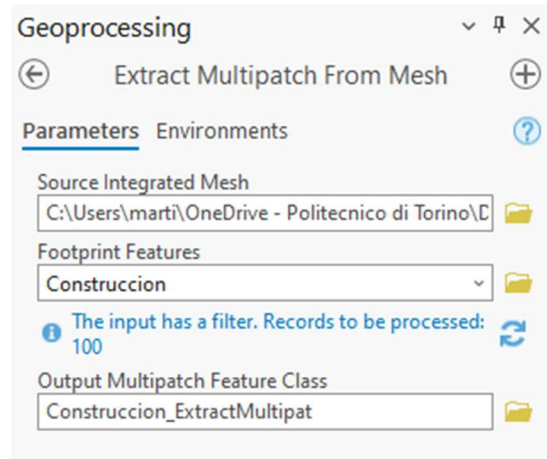 Geoprocessing
Extract Multipatch From Mesh
Parameters Environments
Source Integrated Mesh
C:\Users\marti\OneDrive - Politecnico di Torino\D
Footprint Features
Construccion
The input has a filter. Records to be processed:
100
Output Multipatch Feature Class
Construccion_ExtractMultipat